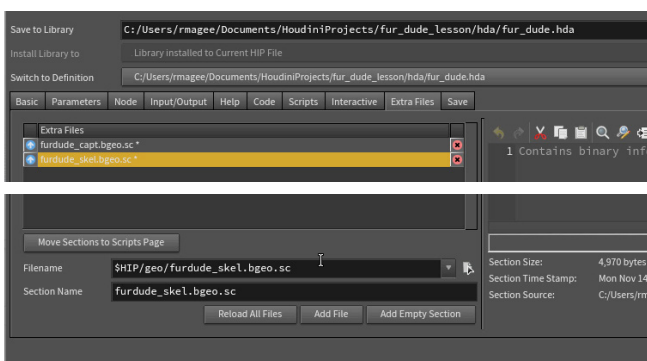 Save to Library C:/Users/rmagee/Documents/HoudiniProjects/fur_dude_lesson/hda/fur_dude.hda
Install Library to Library installed to Current HIP File
Switch to Definition C:/Users/rmagee/Documents/HoudiniProjects/fur_dude_lesson/hda/fur_dude.hda
Basic Parameters Node Input/Output Help Code Scripts Interactive Extra Files Save
Extra Files
furdude_capt.bgeo.sc *
furdude_skel.bgeo.sc *
1 Contains binary inf
Move Sections to Scripts Page
Filename $HIP/geo/furdude_skel.bgeo.sc
Section Name furdude_skel.bgeo.sc
Reload All Files Add File Add Empty Section
Section Size: 4,970 bytes
Section Time Stamp: Mon Nov 14
Section Source: C:/Users/rm